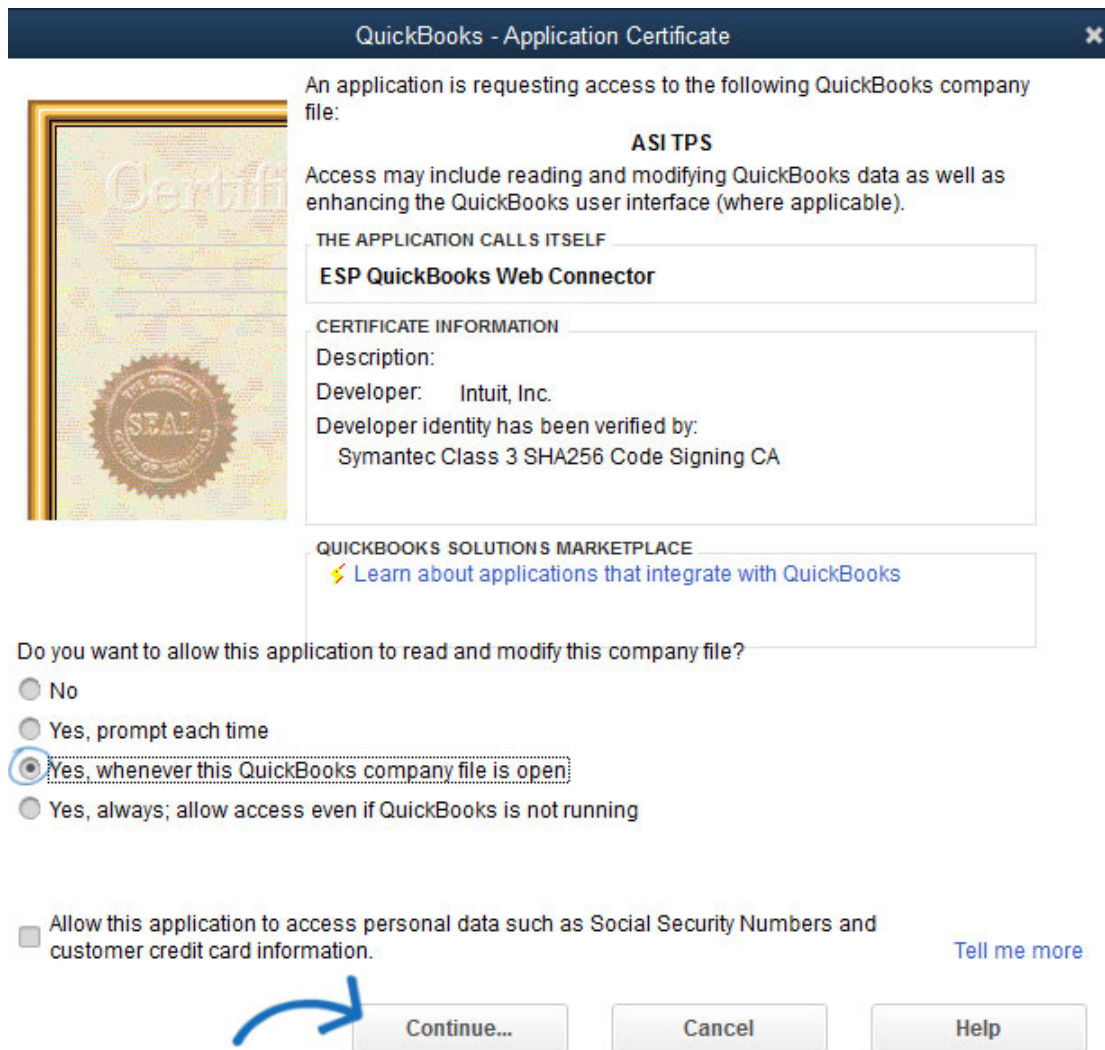 QuickBooks - Application Certificate
An application is requesting access to the following QuickBooks company
file:
ASI TPS
Access may include reading and modifying QuickBooks data as well as
enhancing the QuickBooks user interface (where applicable).
THE APPLICATION CALLS ITSELF
ESP QuickBooks Web Connector
CERTIFICATE INFORMATION
Description:
Developer: Intuit, Inc.
Developer identity has been verified by:
Symantec Class 3 SHA256 Code Signing CA
Certifi
SEAL
QUICKBOOKS SOLUTIONS MARKETPLACE
Learn about applications that integrate with QuickBooks
Do you want to allow this application to read and modify this company file?
No
Yes, prompt each time
Yes, whenever this QuickBooks company file is open
Yes, always; allow access even if QuickBooks is not running
Allow this application to access personal data such as Social Security Numbers and
customer credit card information.
Tell me more
Continue...
Cancel
Help